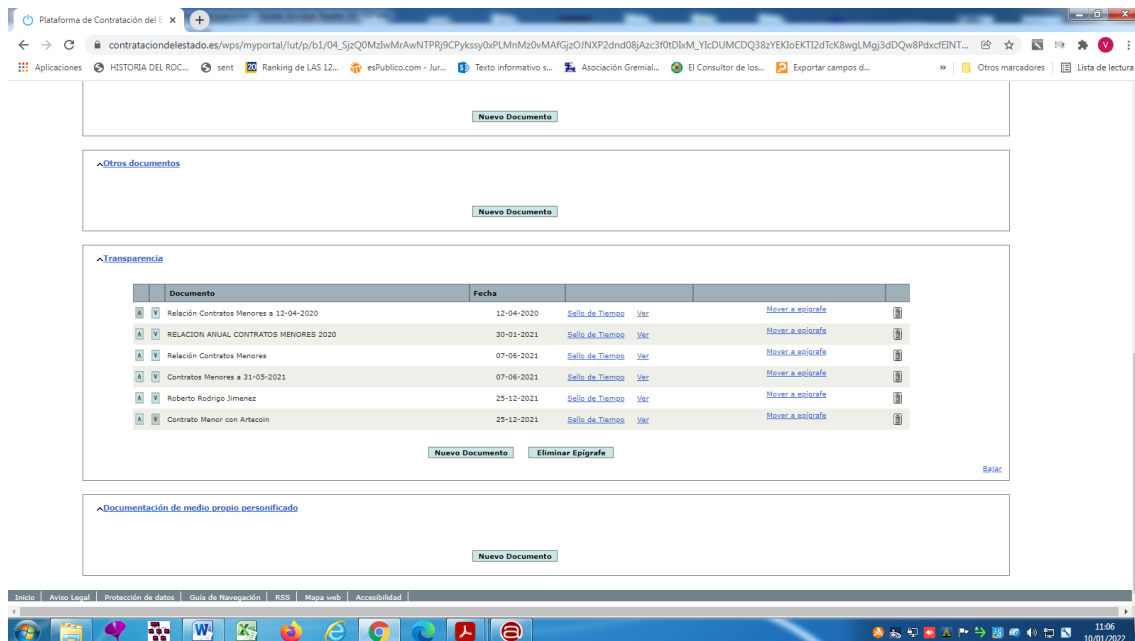 Plataforma de Contratación del E
contrataciondelestado.es/wps/myportal/!ut/p/b1/
Aplicaciones HISTORIA DEL ROC... sent Ranking de LAS 12... esPublico.com - Jur... Texto informativo s... Asociación Gremial... El Consultor de los... Exportar campos d... » Otros marcadores Lista de lectura
Nuevo Documento
Otros documentos
Nuevo Documento
Transparencia
Documento Fecha
Relación Contratos Menores a 12-04-2020 12-04-2020 Sello de Tiempo Ver Mover a epígrafe
RELACION ANUAL CONTRATOS MENORES 2020 30-01-2021 Sello de Tiempo Ver Mover a epígrafe
Relación Contratos Menores 07-06-2021 Sello de Tiempo Ver Mover a epígrafe
Contratos Menores a 31-05-2021 07-06-2021 Sello de Tiempo Ver Mover a epígrafe
Roberto Rodrigo Jimenez 25-12-2021 Sello de Tiempo Ver Mover a epígrafe
Contrato Menor con Artecoin 25-12-2021 Sello de Tiempo Ver Mover a epígrafe
Nuevo Documento Eliminar Epígrafe
Bajar
Documentación de medio propio personificado
Nuevo Documento
Inicio | Aviso Legal | Protección de datos | Guía de Navegación | RSS | Mapa web | Accesibilidad |
11:06
10/01/2022